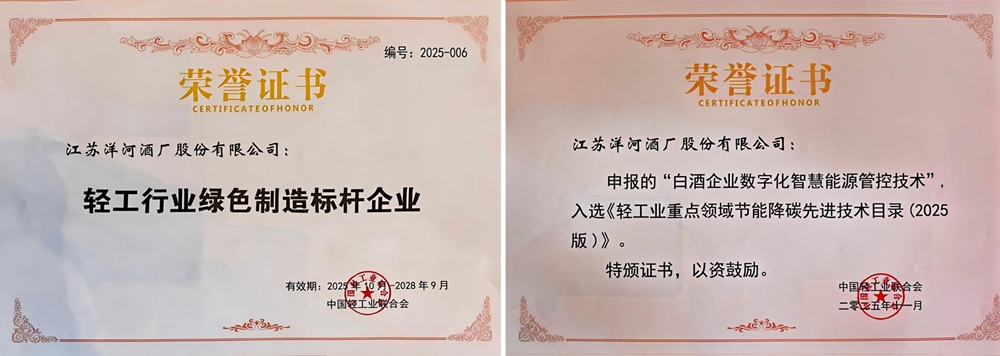 编号：2025-006
荣誉证书
CERTIFICATEOFHONOR
江苏洋河酒厂股份有限公司：
轻工行业绿色制造标杆企业
有效期：2025年10月-2028年9月
中国轻工业联合会
荣誉证书
CERTIFICATEOFHONOR
江苏洋河酒厂股份有限公司：
申报的“白酒企业数字化智慧能源管控技术”，
入选《轻工业重点领域节能降碳先进技术目录(2025
版)》。
特颁证书，以资鼓励。
中国轻工业联合会
二〇二五年十一月